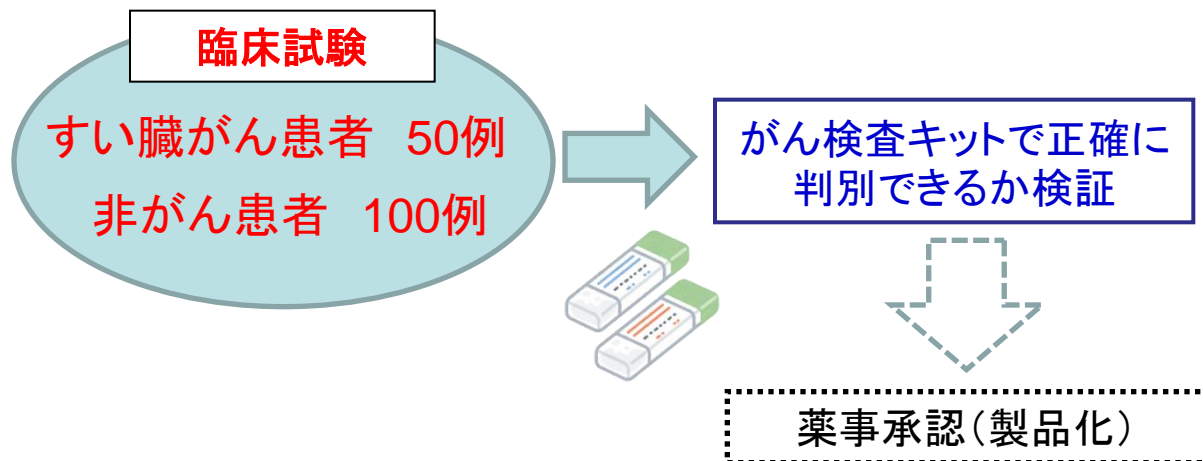 臨床試験
すい臓がん患者　50例
非がん患者　100例
がん検査キットで正確に
判別できるか検証
薬事承認（製品化）